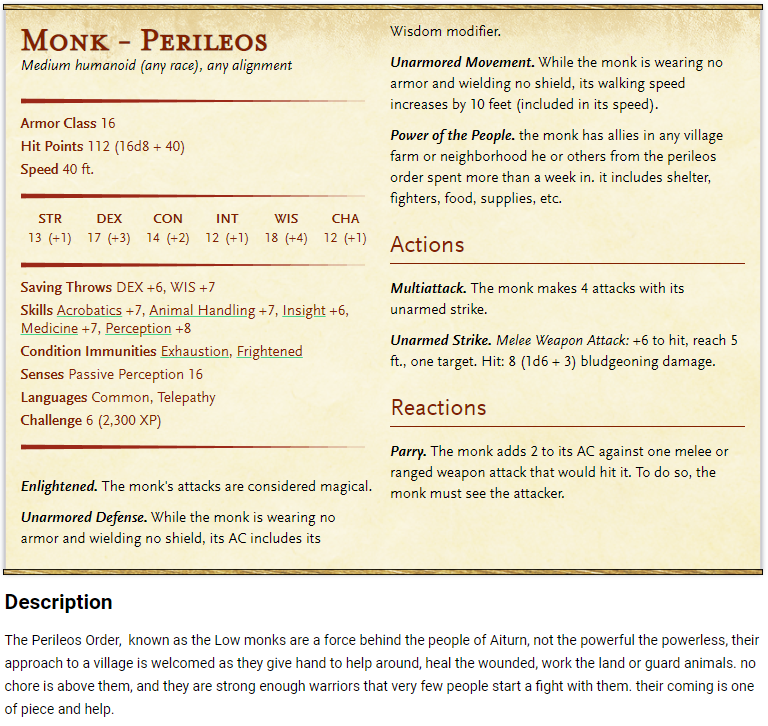 Monk - Perileos
Medium humanoid (any race), any alignment
Armor Class 16
Hit Points 112 (16d8 + 40)
Speed 40 ft.
STR DEX CON INT WIS CHA
13 (+1) 17 (+3) 14 (+2) 12 (+1) 18 (+4) 12 (+1)
Saving Throws DEX +6, WIS +7
Skills Acrobatics +7, Animal Handling +7, Insight +6,
Medicine +7, Perception +8
Condition Immunities Exhaustion, Frightened
Senses Passive Perception 16
Languages Common, Telepathy
Challenge 6 (2,300 XP)
Enlightened. The monk's attacks are considered magical.
Unarmored Defense. While the monk is wearing no
armor and wielding no shield, its AC includes its
Wisdom modifier.
Unarmored Movement. While the monk is wearing no
armor and wielding no shield, its walking speed
increases by 10 feet (included in its speed).
Power of the People. the monk has allies in any village
farm or neighborhood he or others from the perileos
order spent more than a week in. it includes shelter,
fighters, food, supplies, etc.
Actions
Multiattack. The monk makes 4 attacks with its
unarmed strike.
Unarmed Strike. Melee Weapon Attack: +6 to hit, reach 5
ft., one target. Hit: 8 (1d6 + 3) bludgeoning damage.
Reactions
Parry. The monk adds 2 to its AC against one melee or
ranged weapon attack that would hit it. To do so, the
monk must see the attacker.
Description
The Perileos Order,  known as the Low monks are a force behind the people of Aiturn, not the powerful the powerless, their
approach to a village is welcomed as they give hand to help around, heal the wounded, work the land or guard animals. no
chore is above them, and they are strong enough warriors that very few people start a fight with them. their coming is one
of piece and help.